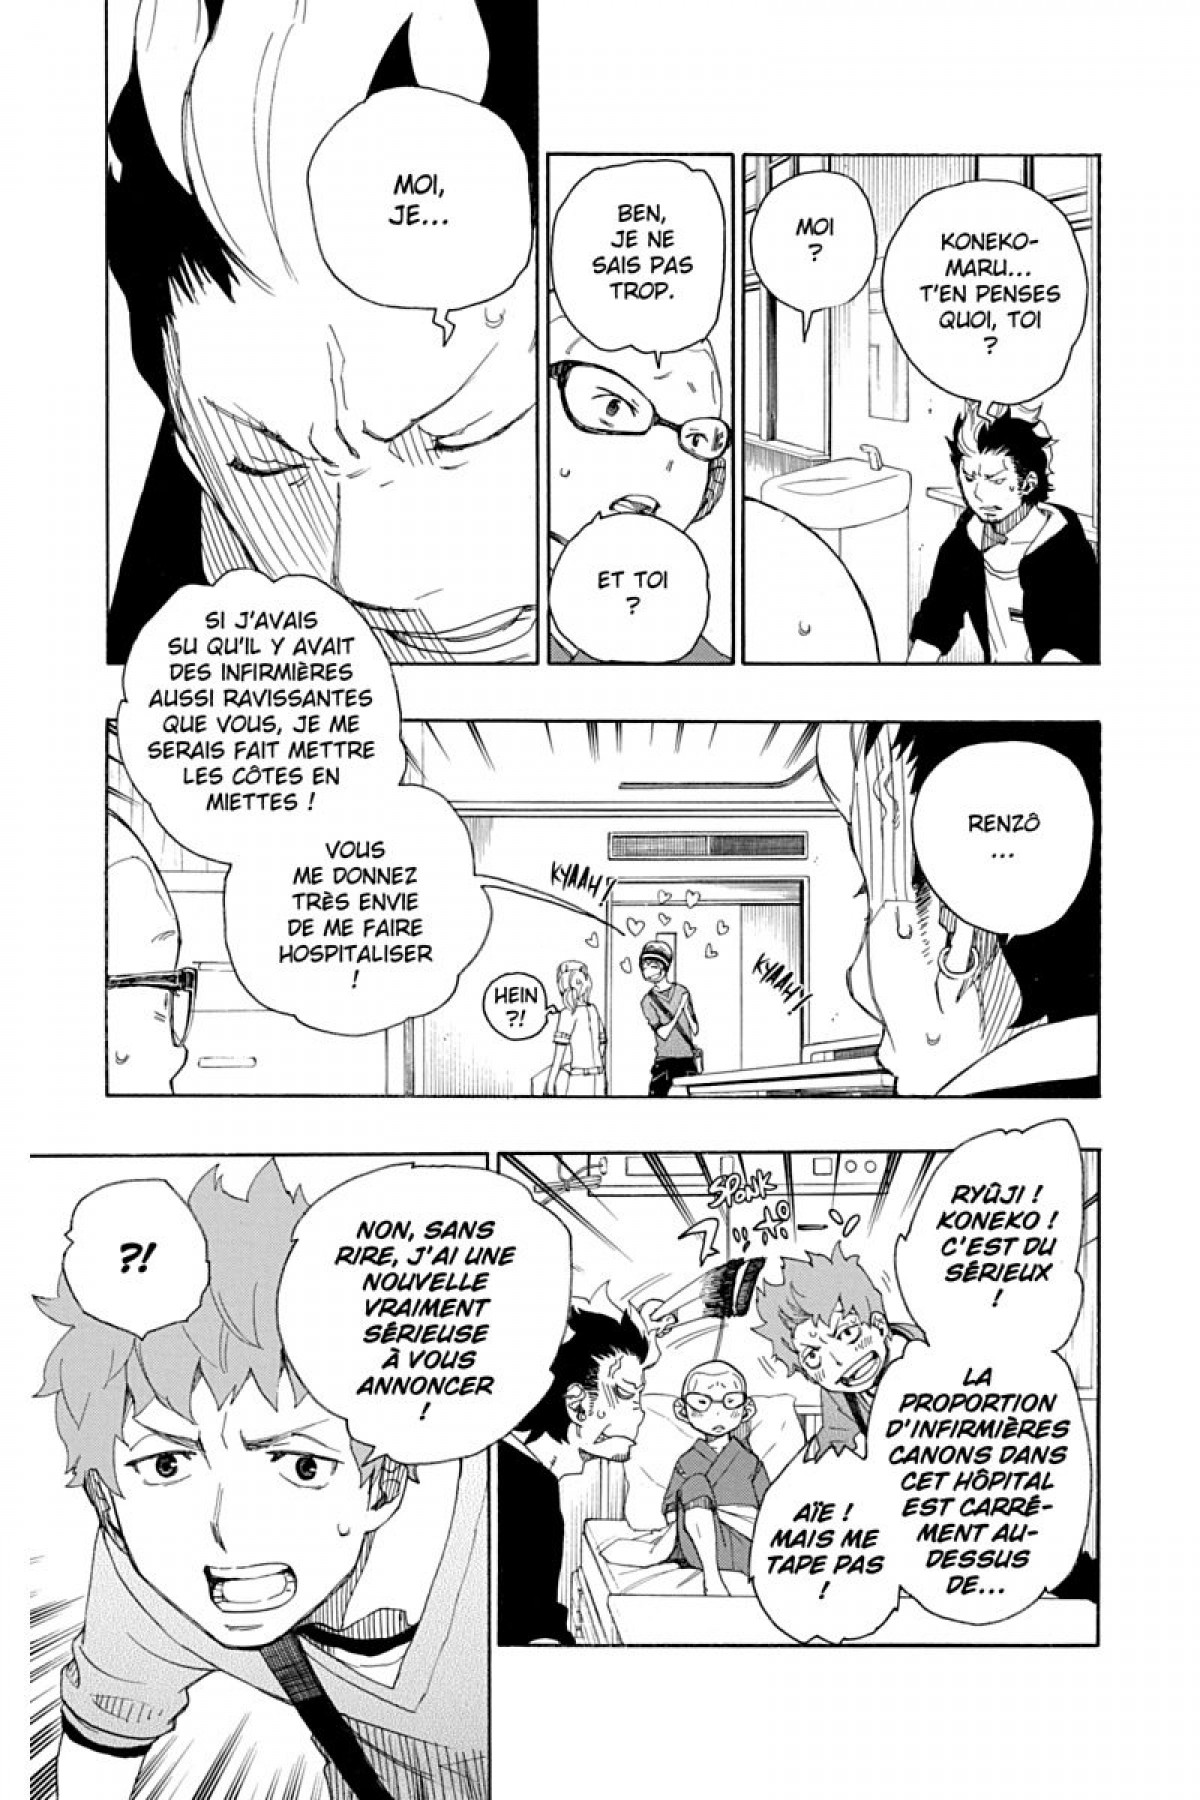 KONEKO-
MARU...
T'EN PENSES
QUOI, TOI
?
MOI
?
BEN,
JE NE
SAIS PAS
TROP.
ET TOI
?
MOI,
JE...
RENZÔ
...
SI J'AVAIS
SU QU'IL Y AVAIT
DES INFIRMIÈRES
AUSSI RAVISSANTES
QUE VOUS, JE ME
SERAIS FAIT METTRE
LES CÔTES EN
MIETTES !
VOUS
ME DONNEZ
TRÈS ENVIE
DE ME FAIRE
HOSPITALISER
!
KYAAH!
KYAAH!
HEIN
?!
RYÛJI !
KONEKO !
C'EST DU
SÉRIEUX
!
LA
PROPORTION
D'INFIRMIÈRES
CANONS DANS
CET HÔPITAL
EST CARRÉ-
MENT AU-
DESSUS
DE...
SPONK
AÏE !
MAIS ME
TAPE PAS
!
NON, SANS
RIRE, J'AI UNE
NOUVELLE
VRAIMENT
SÉRIEUSE
À VOUS
ANNONCER
!
?!